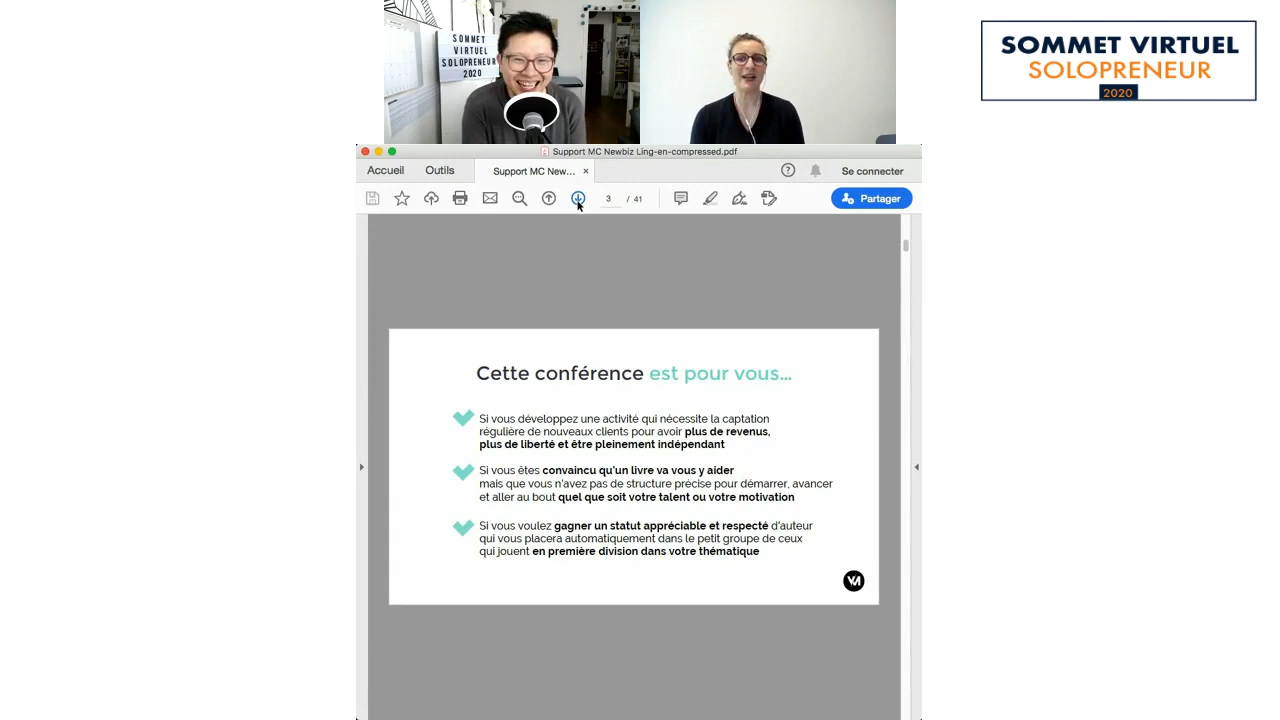 SOMMET
VIRTUEL
SOLOPRENEUR
2020
SOMMET VIRTUEL
SOLOPRENEUR
2020
Support MC Newbiz Ling-en-compressed.pdf
Accueil
Outils
Support MC New...
×
?
Se connecter
3 / 41
Partager
Cette conférence est pour vous...
Si vous développez une activité qui nécessite la captation
régulière de nouveaux clients pour avoir plus de revenus,
plus de liberté et être pleinement indépendant
Si vous êtes convaincu qu'un livre va vous y aider
mais que vous n'avez pas de structure précise pour démarrer, avancer
et aller au bout quel que soit votre talent ou votre motivation
Si vous voulez gagner un statut appréciable et respecté d'auteur
qui vous placera automatiquement dans le petit groupe de ceux
qui jouent en première division dans votre thématique